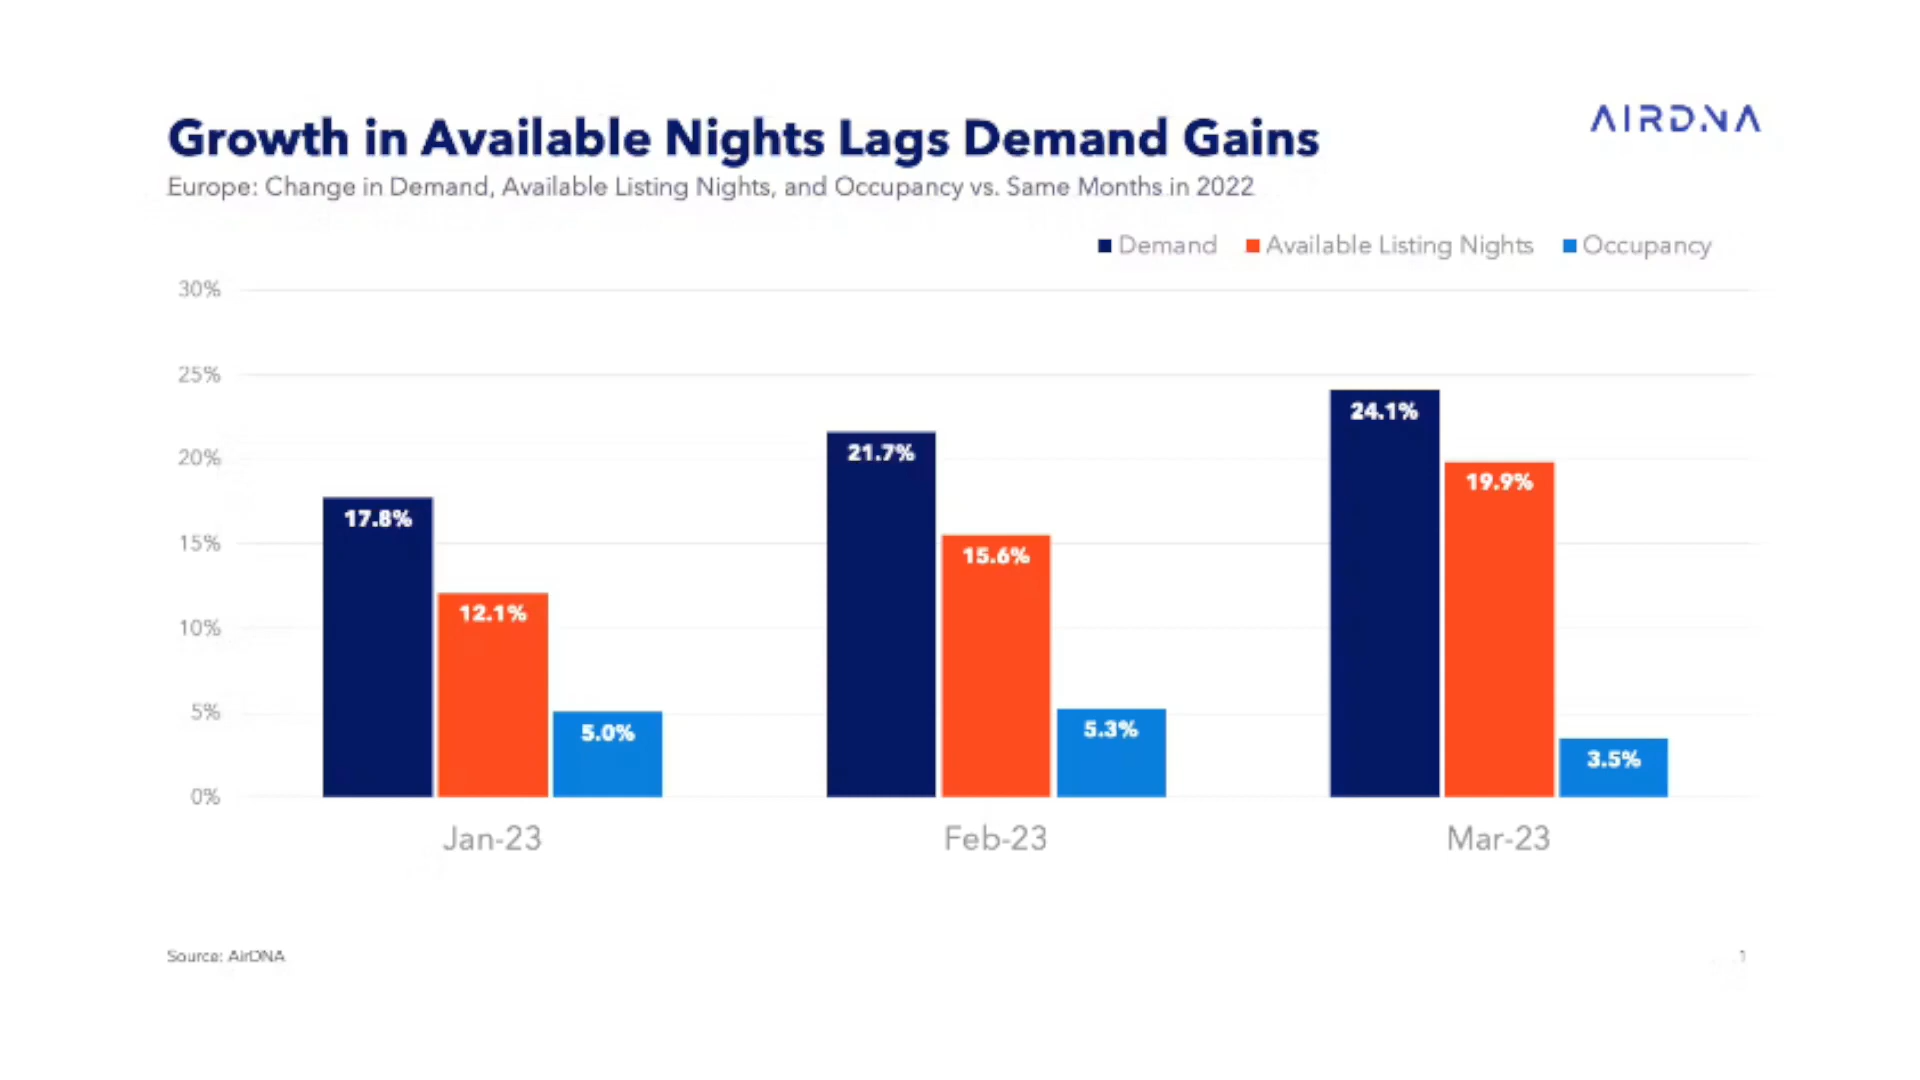 AIRDNA
Growth in Available Nights Lags Demand Gains
Europe: Change in Demand, Available Listing Nights, and Occupancy vs. Same Months in 2022
Demand Available Listing Nights Occupancy
30%
25%
20%
15%
10%
5%
0%
17.8%
12.1%
5.0%
21.7%
15.6%
5.3%
24.1%
19.9%
3.5%
Jan-23 Feb-23 Mar-23
Source: AirDNA
1